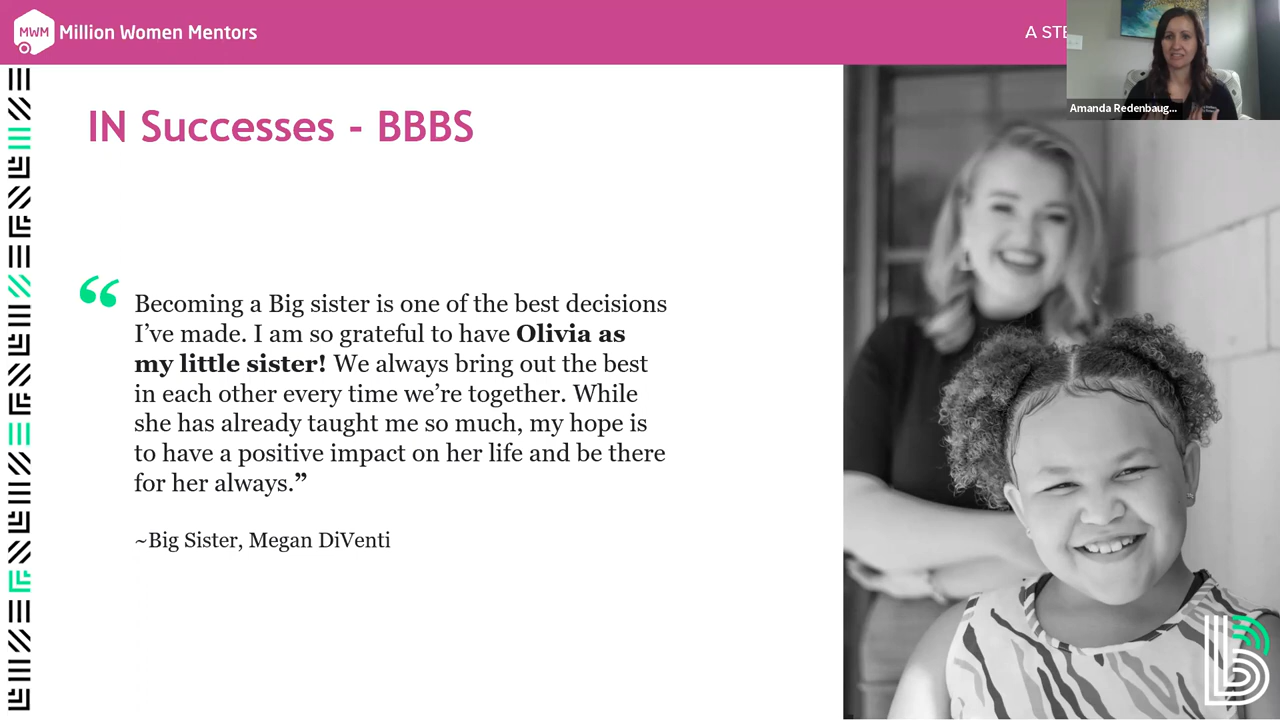 MWM
Million Women Mentors
A STE
Amanda Redenbaug...
IN Successes - BBBS
“ Becoming a Big sister is one of the best decisions
I’ve made. I am so grateful to have Olivia as
my little sister! We always bring out the best
in each other every time we’re together. While
she has already taught me so much, my hope is
to have a positive impact on her life and be there
for her always.”
~Big Sister, Megan DiVenti